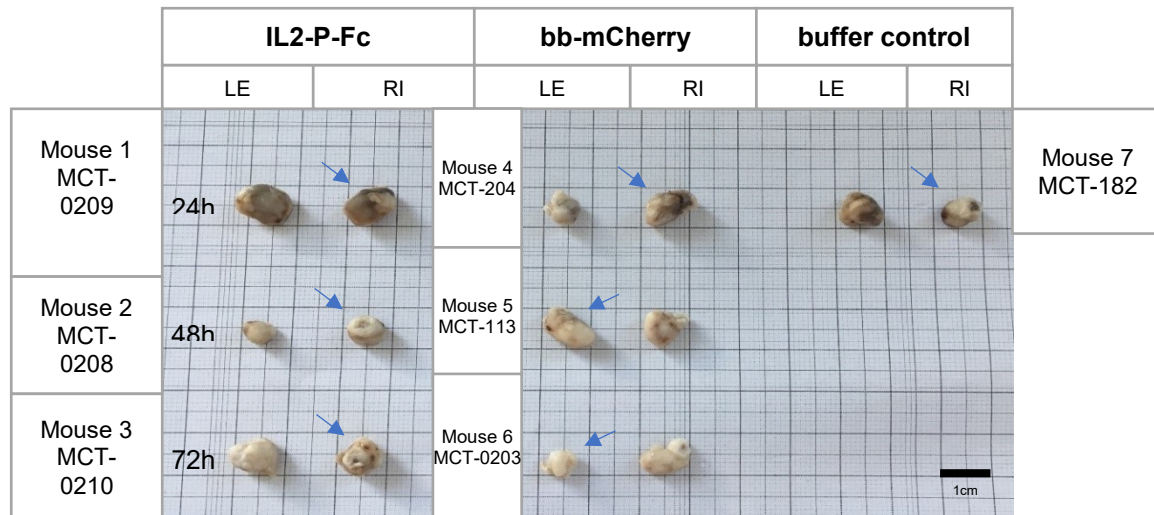 IL2-P-Fc bb-mCherry buffer control
LE RI LE RI LE RI
Mouse 1
MCT-
0209
24h
Mouse 4
MCT-204
Mouse 7
MCT-182
Mouse 2
MCT-
0208
48h
Mouse 5
MCT-113
Mouse 3
MCT-
0210
72h
Mouse 6
MCT-0203
1cm